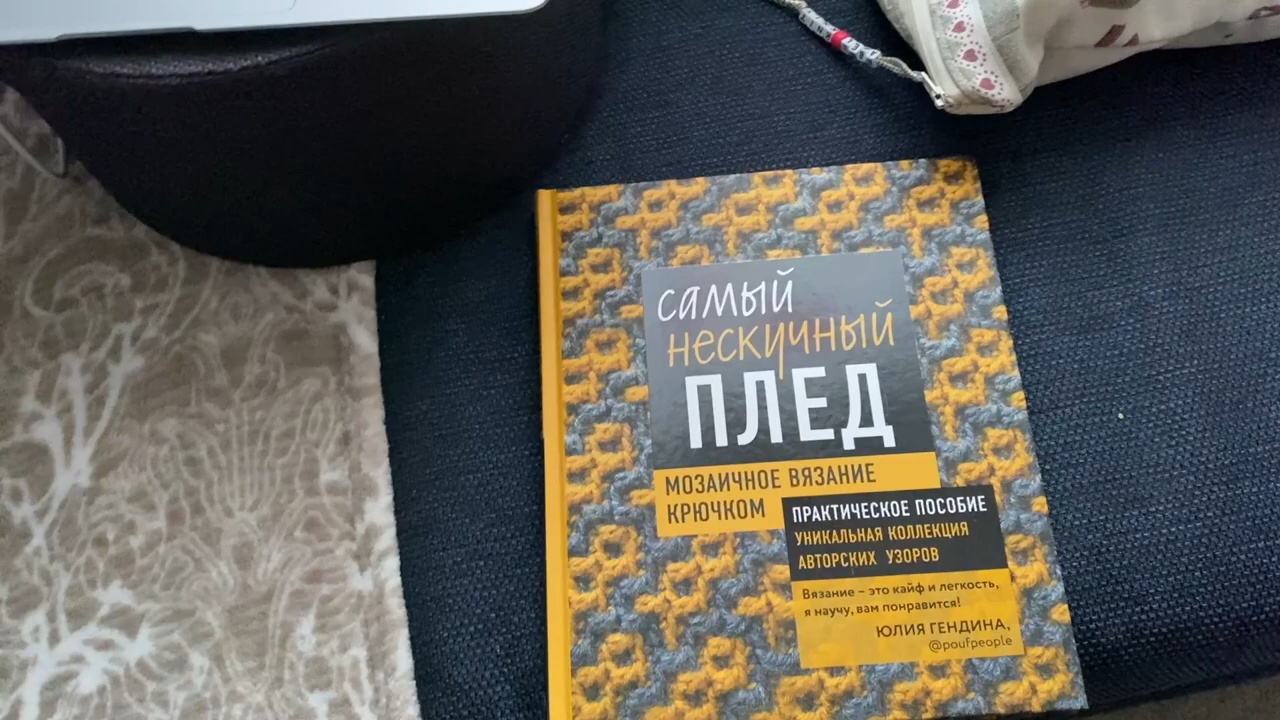 самый
нескучный
ПЛЕД
МОЗАИЧНОЕ ВЯЗАНИЕ
КРЮЧКОМ
ПРАКТИЧЕСКОЕ ПОСОБИЕ
УНИКАЛЬНАЯ КОЛЛЕКЦИЯ
АВТОРСКИХ УЗОРОВ
Вязание – это кайф и легкость,
я научу, вам понравится!
ЮЛИЯ ГЕНДИНА,
@poufpeople